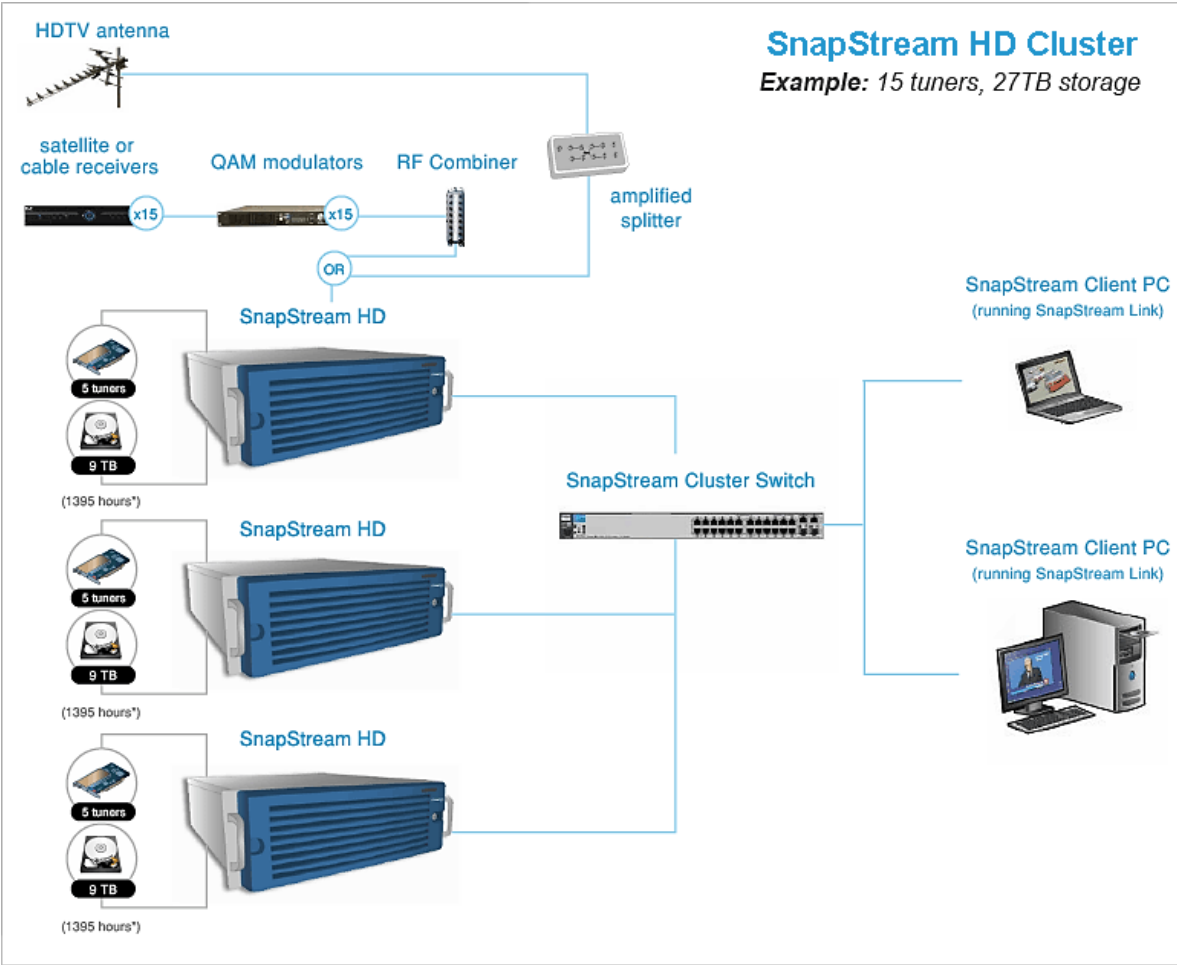 HDTV antenna
SnapStream HD Cluster
Example: 15 tuners, 27TB storage
satellite or
cable receivers
QAM modulators
RF Combiner
x15
x15
amplified
splitter
OR
SnapStream HD
5 tuners
9 TB
(1395 hours*)
SnapStream Client PC
(running SnapStream Link)
SnapStream Cluster Switch
SnapStream HD
5 tuners
9 TB
(1395 hours*)
SnapStream Client PC
(running SnapStream Link)
SnapStream HD
5 tuners
9 TB
(1395 hours*)